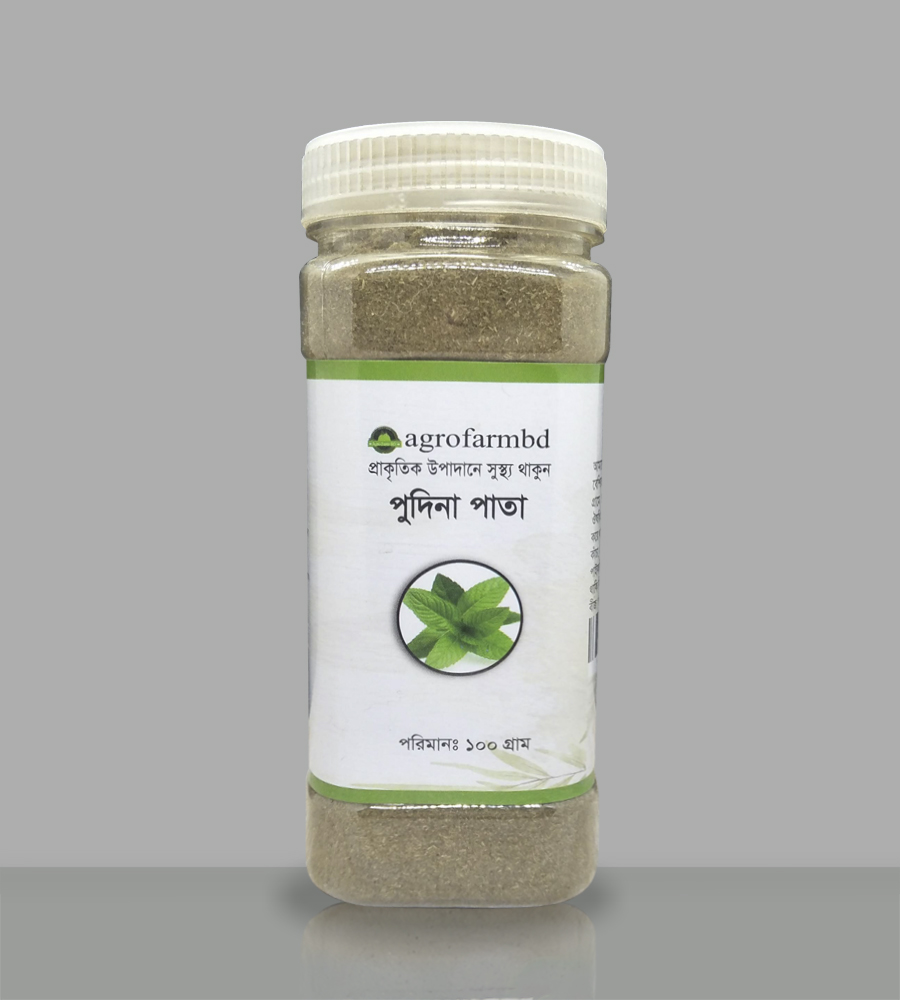 agrofarmbd
প্রাকৃতিক উপাদানে সুস্থ্য থাকুন
পুদিনা পাতা
পরিমানঃ ১০০ গ্রাম